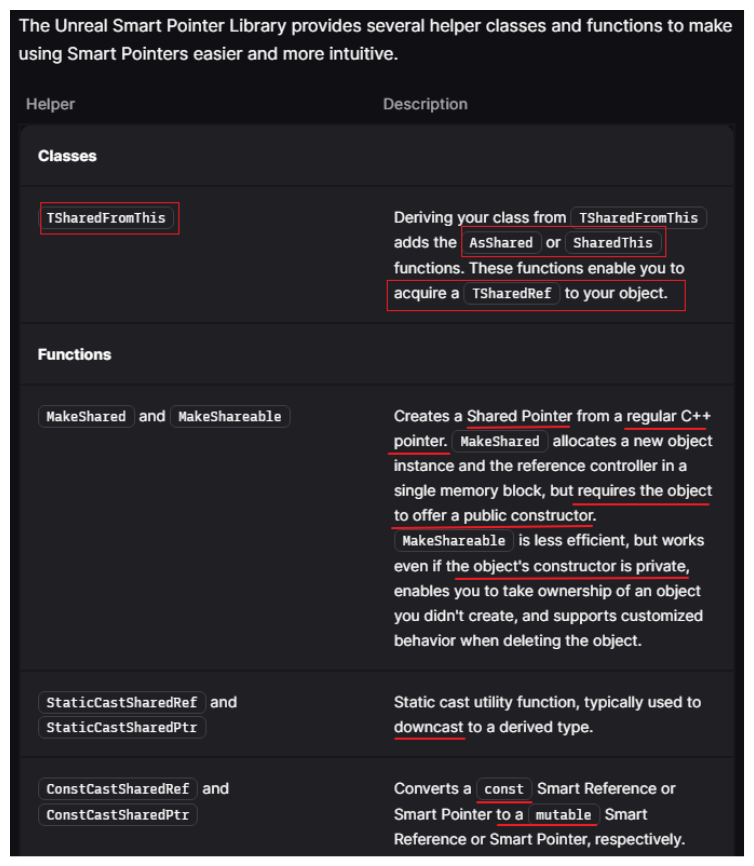 The Unreal Smart Pointer Library provides several helper classes and functions to make
using Smart Pointers easier and more intuitive.
Helper Description
Classes
TSharedFromThis
Deriving your class from TSharedFromThis
adds the AsShared or SharedThis
functions. These functions enable you to
acquire a TSharedRef to your object.
Functions
MakeShared and MakeShareable
Creates a Shared Pointer from a regular C++
pointer. MakeShared allocates a new object
instance and the reference controller in a
single memory block, but requires the object
to offer a public constructor.
MakeShareable is less efficient, but works
even if the object's constructor is private,
enables you to take ownership of an object
you didn't create, and supports customized
behavior when deleting the object.
StaticCastSharedRef and
StaticCastSharedPtr
Static cast utility function, typically used to
downcast to a derived type.
ConstCastSharedRef and
ConstCastSharedPtr
Converts a const Smart Reference or
Smart Pointer to a mutable Smart
Reference or Smart Pointer, respectively.